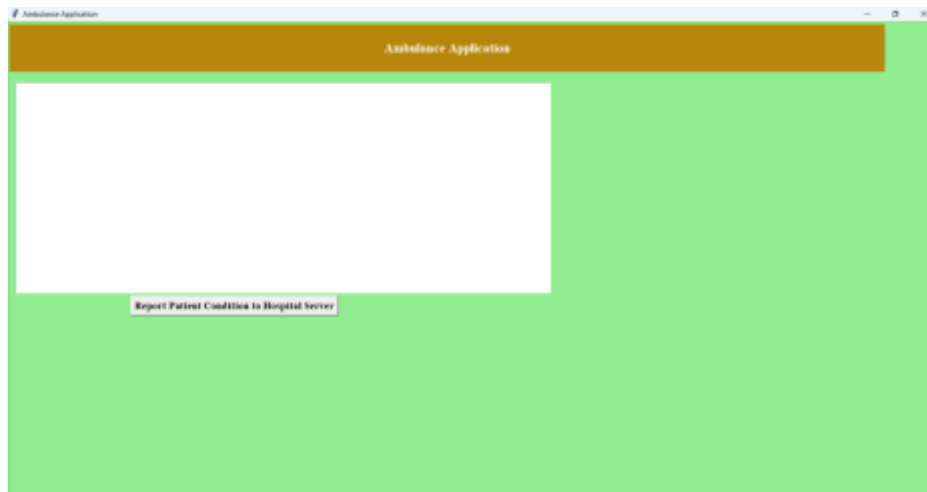 Ambulance Application
Ambulance Application
Report Patient Condition to Hospital Server